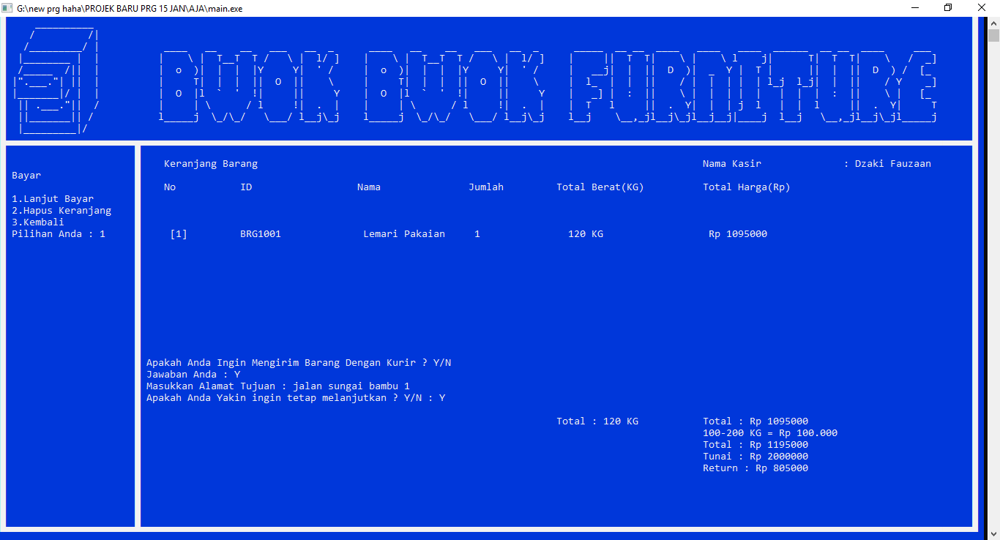 G:\new prg haha\PROJEK BARU PRG 15 JAN\AJA\main.exe
BWOK BWOK FURNITURE
Keranjang Barang Nama Kasir : Dzaki Fauzaan
Bayar
No ID Nama Jumlah Total Berat(KG) Total Harga(Rp)
1.Lanjut Bayar
2.Hapus Keranjang
3.Kembali
Pilihan Anda : 1
[1] BRG1001 Lemari Pakaian 1 120 KG Rp 1095000
Apakah Anda Ingin Mengirim Barang Dengan Kurir ? Y/N
Jawaban Anda : Y
Masukkan Alamat Tujuan : jalan sungai bambu 1
Apakah Anda Yakin ingin tetap melanjutkan ? Y/N : Y
Total : 120 KG Total : Rp 1095000
100-200 KG = Rp 100.000
Total : Rp 1195000
Tunai : Rp 2000000
Return : Rp 805000